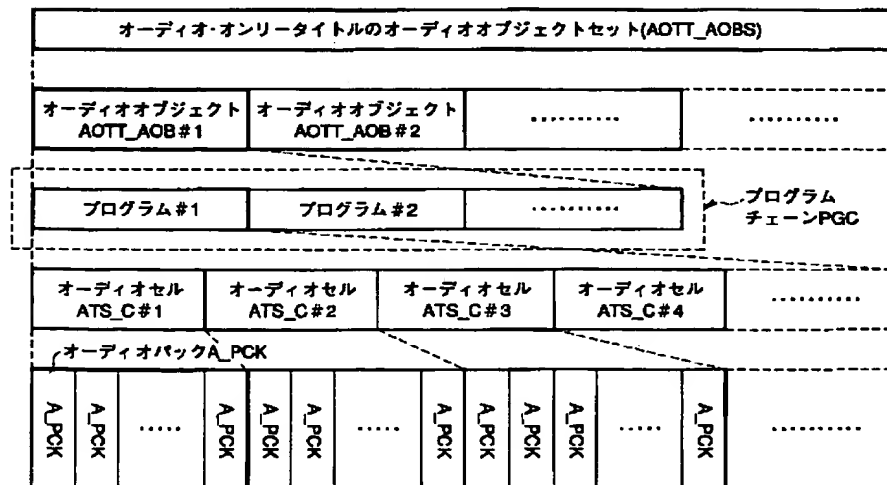 オーディオ・オンリータイトルのオーディオオブジェクトセット(AOTT_AOBS)
オーディオオブジェクト
AOTT_AOB#1
オーディオオブジェクト
AOTT_AOB#2
………
………
プログラム#1
プログラム#2
………
プログラム
チェーンPGC
オーディオセル
ATS_C#1
オーディオセル
ATS_C#2
オーディオセル
ATS_C#3
オーディオセル
ATS_C#4
………
オーディオパックA_PCK
A_PCK
A_PCK
……
A_PCK
A_PCK
A_PCK
……
A_PCK
A_PCK
A_PCK
A_PCK
……
A_PCK
………